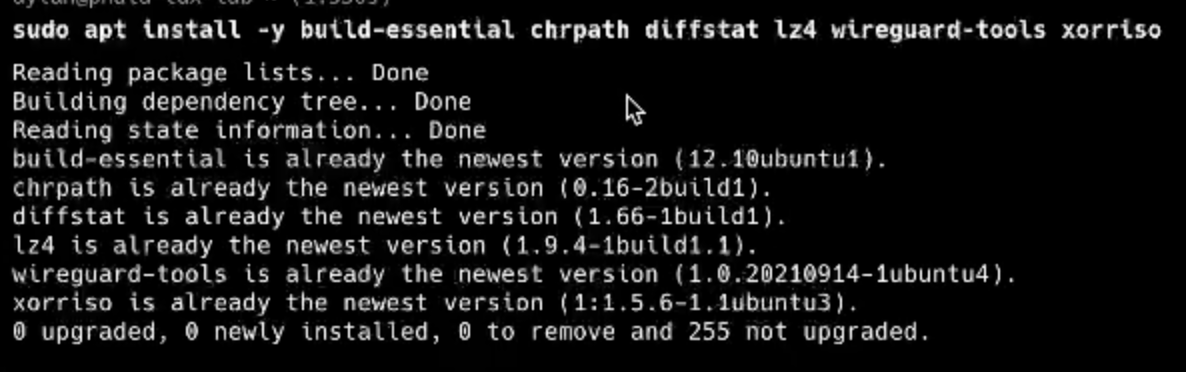 sudo apt install -y build-essential chrpath diffstat lz4 wireguard-tools xorriso
Reading package lists... Done
Building dependency tree... Done
Reading state information... Done
build-essential is already the newest version (12.10ubuntu1).
chrpath is already the newest version (0.16-2build1).
diffstat is already the newest version (1.66-1build1).
lz4 is already the newest version (1.9.4-1build1.1).
wireguard-tools is already the newest version (1.0.20210914-1ubuntu4).
xorriso is already the newest version (1:1.5.6-1.1ubuntu3).
0 upgraded, 0 newly installed, 0 to remove and 255 not upgraded.